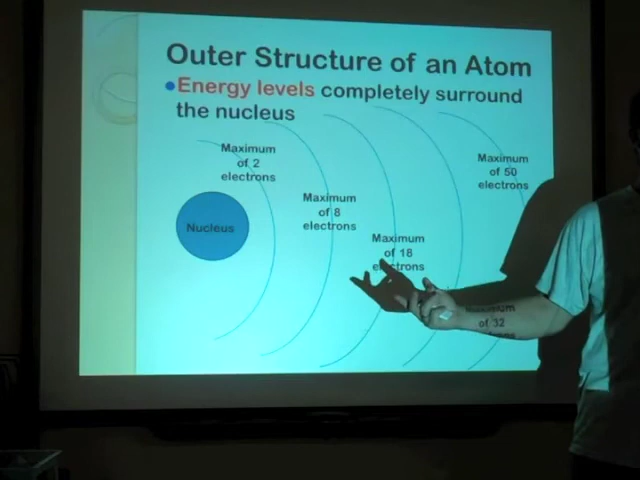 Outer Structure of an Atom
Energy levels completely surround
the nucleus
Maximum
of 2
electrons
Maximum
of 8
electrons
Maximum
of 18
electrons
Maximum
of 32
Maximum
of 50
electrons
Nucleus